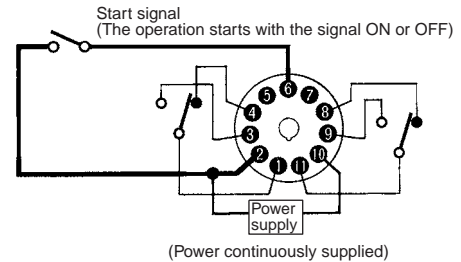 Start signal
(The operation starts with the signal ON or OFF)
6
5 7
4 8
3 9
2 10
1 11
Power
supply
(Power continuously supplied)